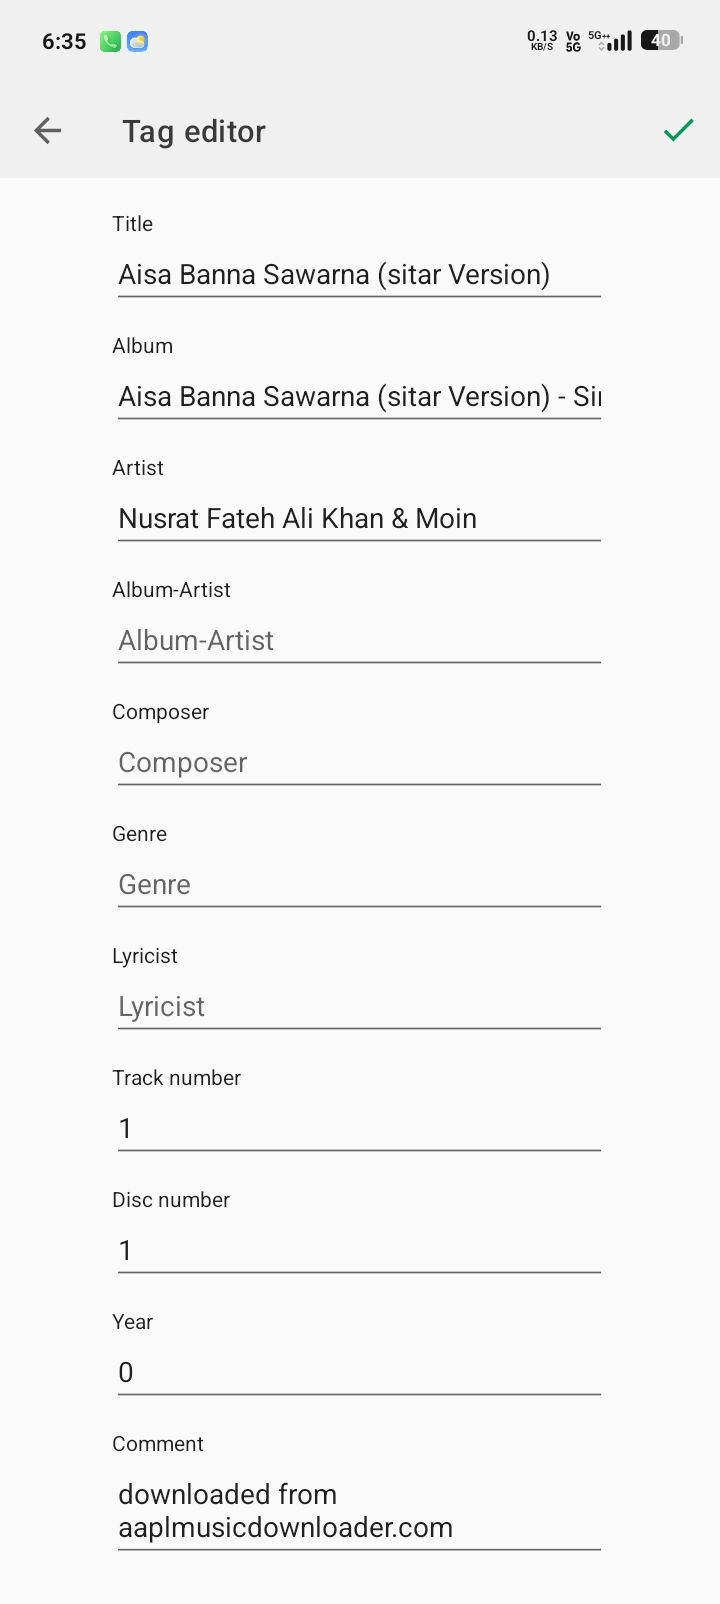 6:35
0.13 KB/S Vo 5G 5G++ 40
Tag editor
Title
Aisa Banna Sawarna (sitar Version)
Album
Aisa Banna Sawarna (sitar Version) - Sin
Artist
Nusrat Fateh Ali Khan & Moin
Album-Artist
Album-Artist
Composer
Composer
Genre
Genre
Lyricist
Lyricist
Track number
1
Disc number
1
Year
0
Comment
downloaded from
aaplmusicdownloader.com